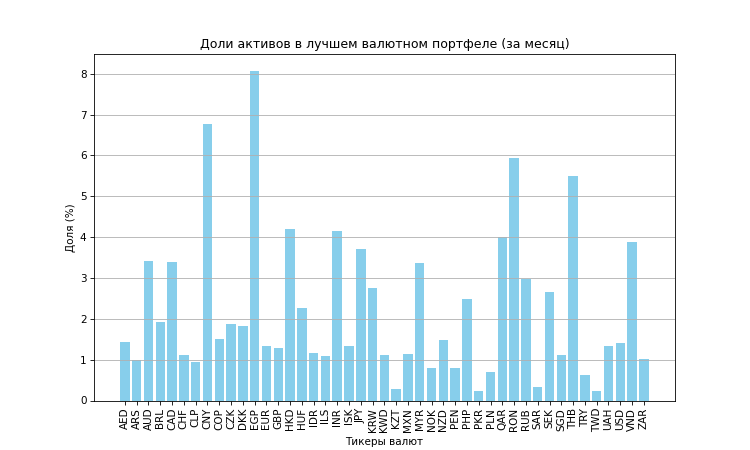 Доли активов в лучшем валютном портфеле (за месяц)
Доля (%)
8
7
6
5
4
3
2
1
0
AED ARS AUD BRL CAD CHF CLP CNY COP CZK DKK EGP EUR GBP HKD HUF IDR ILS INR ISK JPY KRW KWD KZT MXN MYR NOK NZD PEN PHP PKR PLN QAR RON RUB SAR SEK SGD THB TRY TWD UAH USD VND ZAR
Тикеры валют